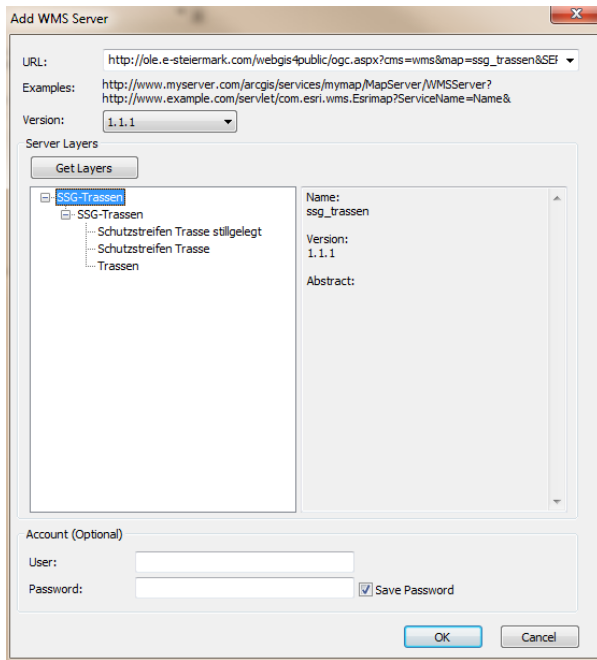 Add WMS Server
x
URL: http://ole.e-steiermark.com/webgis4public/ogc.aspx?cms=wms&map=ssg_trassen&SEF
Examples: http://www.myserver.com/arcgis/services/mymap/MapServer/WMSServer?
http://www.example.com/servlet/com.esri.wms.Esrimap?ServiceName=Name&
Version: 1.1.1
Server Layers
Get Layers
SSG-Trassen
SSG-Trassen
Schutzstreifen Trasse stillgelegt
Schutzstreifen Trasse
Trassen
Name:
ssg_trassen
Version:
1.1.1
Abstract:
Account (Optional)
User:
Password:
Save Password
OK
Cancel